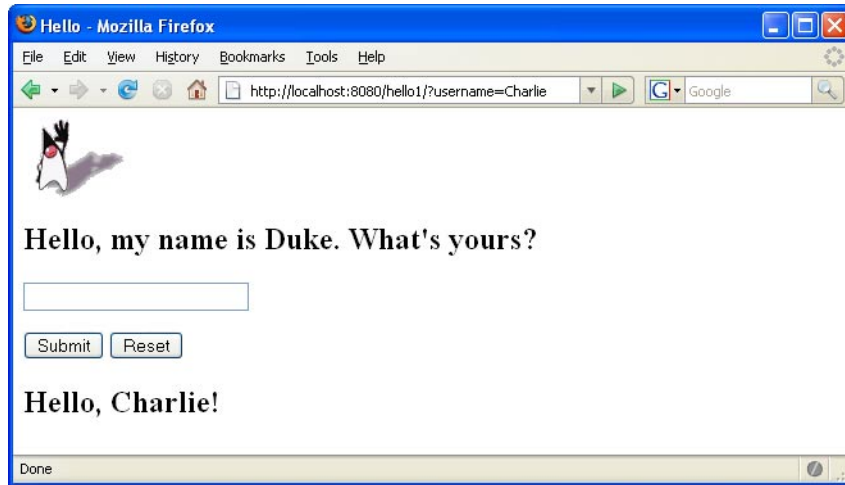 Hello - Mozilla Firefox
File Edit View History Bookmarks Tools Help
http://localhost:8080/hello1/?username=Charlie G Google
Hello, my name is Duke. What's yours?
Submit Reset
Hello, Charlie!
Done